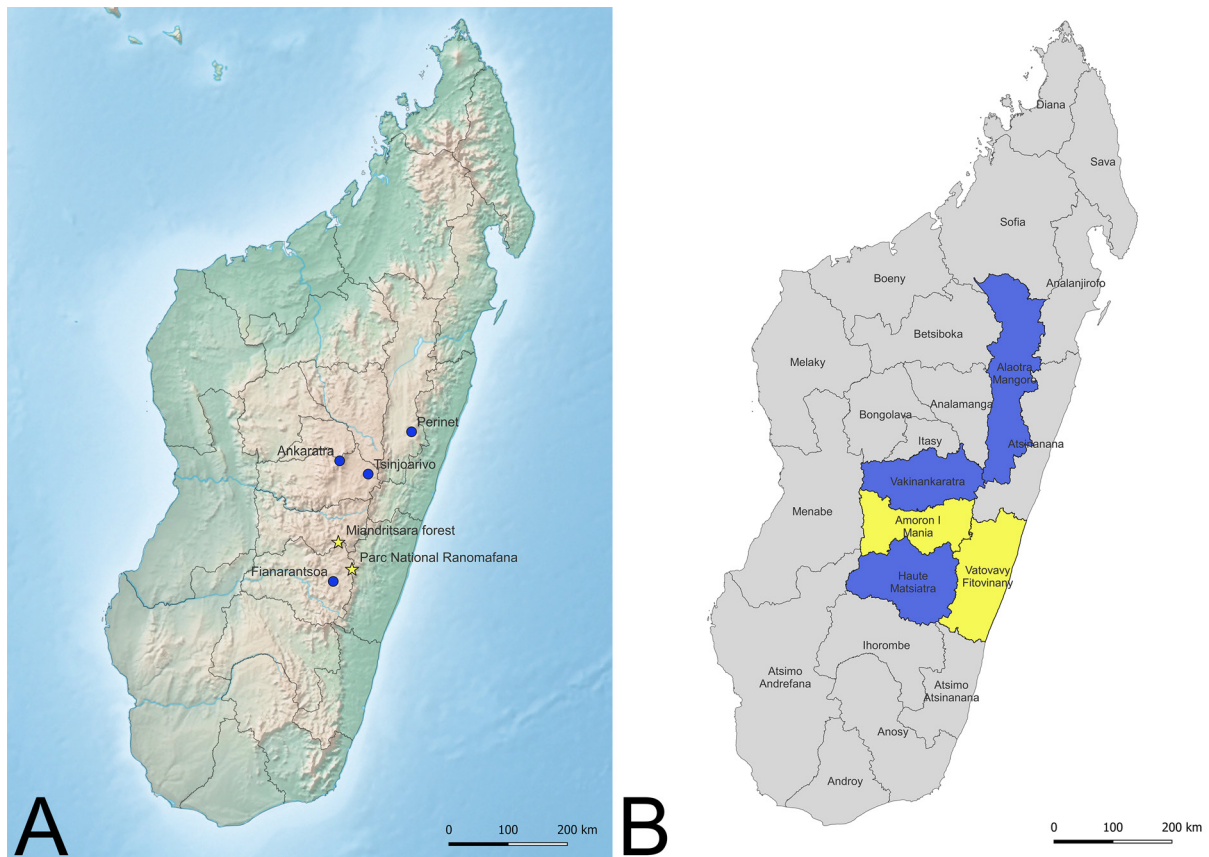 Perinet
Ankaratra
Tsinjoarivo
Miandritsara forest
Parc National Ranomafana
Fianarantsoa
A
0 100 200 km
Diana
Sava
Sofia
Boeny
Analanjirofo
Betsiboka
Melaky
Alaotra
Mangoro
Analamanga
Bongolava
Itasy
Atsinanana
Vakinankaratra
Menabe
Amoron I
Mania
Vatovavy
Fitovinany
Haute
Matsiatra
Ihorombe
Atsimo
Andrefana
Atsimo
Atsinanana
Anosy
Androy
B
0 100 200 km